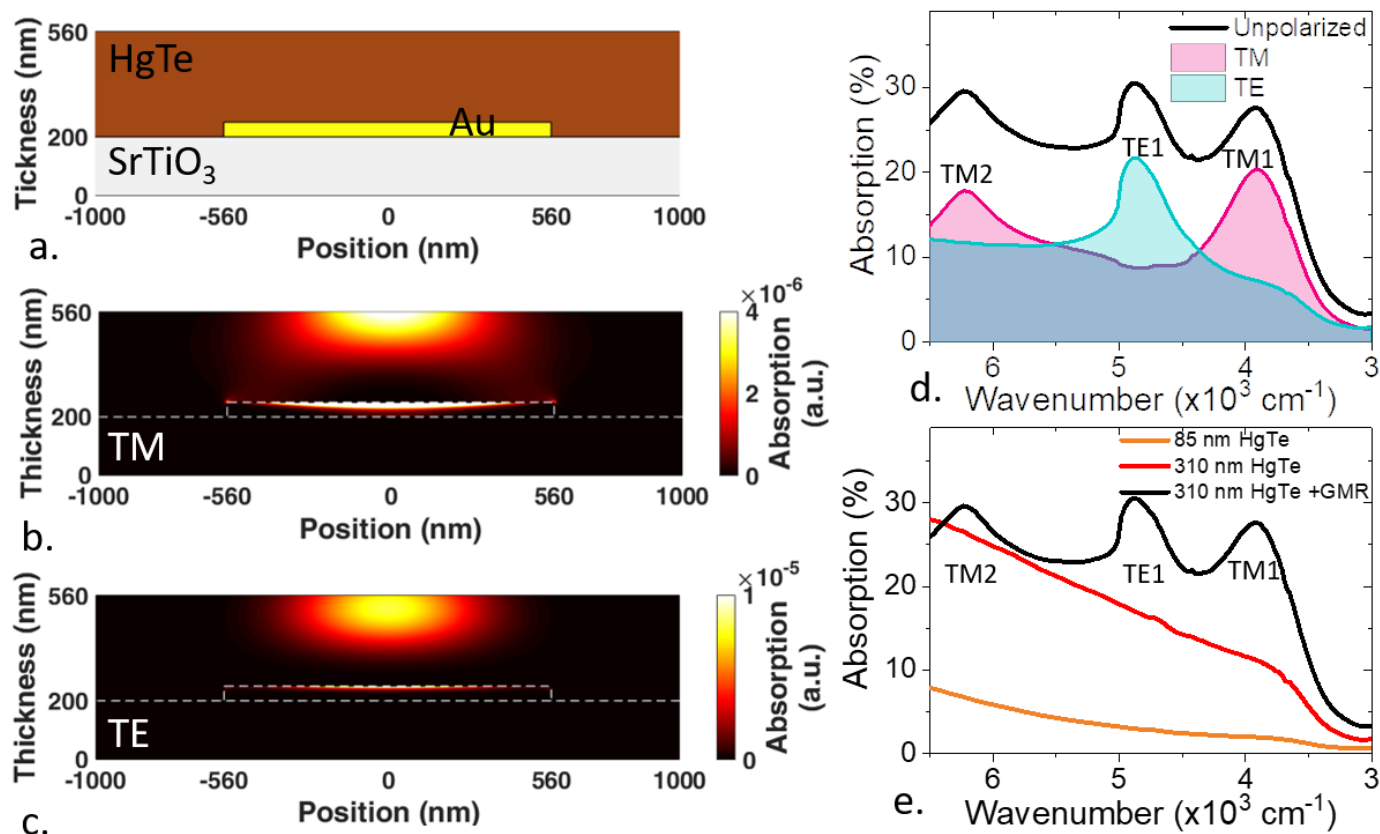 Tickness (nm)
560
200
0
HgTe
Au
SrTiO3
-1000 -560 0 560 1000
Position (nm)
a.
Thickness (nm)
560
200
0
TM
-1000 -560 0 560 1000
Position (nm)
×10-6
4
2
0
Absorption
(a.u.)
b.
Thickness (nm)
560
200
0
TE
-1000 -560 0 560 1000
Position (nm)
×10-5
1
0
Absorption
(a.u.)
c.
Absorption (%)
30
20
10
0
Unpolarized
TM
TE
TM2
TE1
TM1
6 5 4 3
Wavenumber (x10³ cm⁻¹)
d.
Absorption (%)
30
20
10
0
85 nm HgTe
310 nm HgTe
310 nm HgTe +GMR
TM2
TE1
TM1
6 5 4 3
Wavenumber (x10³ cm⁻¹)
e.